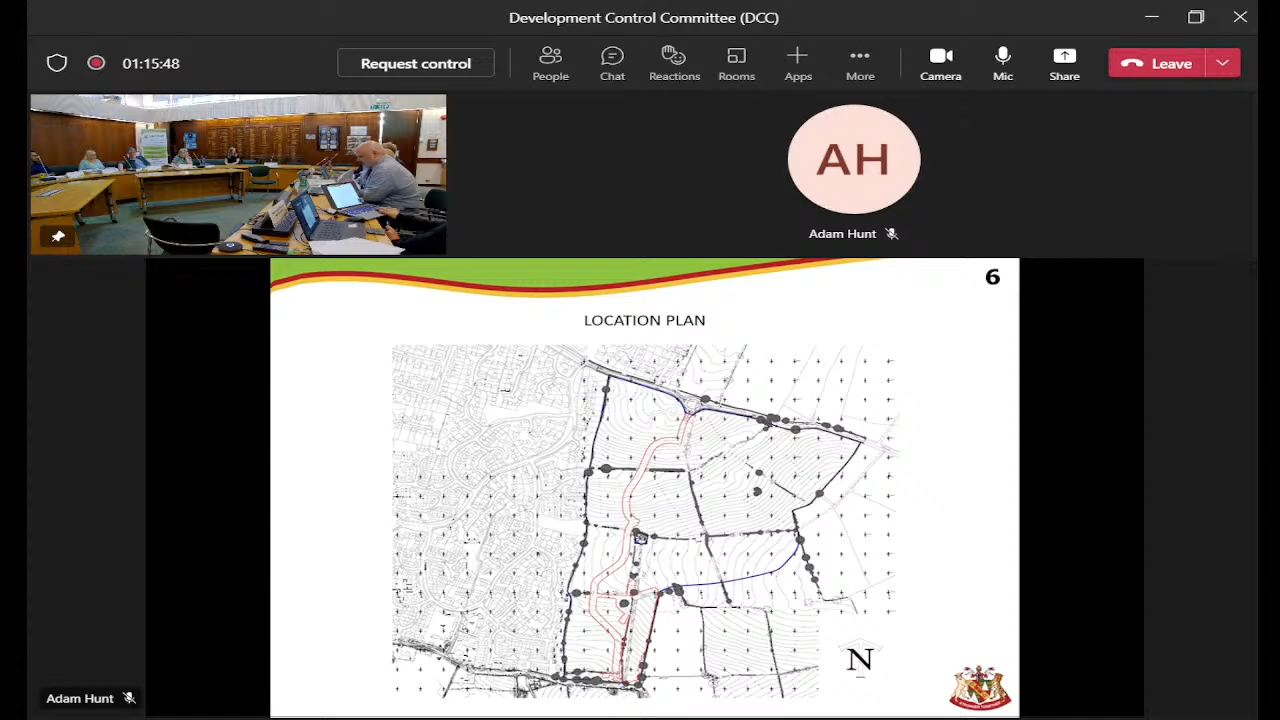 Development Control Committee (DCC)
01:15:48
Request control
People
Chat
Reactions
Rooms
Apps
More
Camera
Mic
Share
Leave
AH
Adam Hunt
6
LOCATION PLAN
N
Adam Hunt